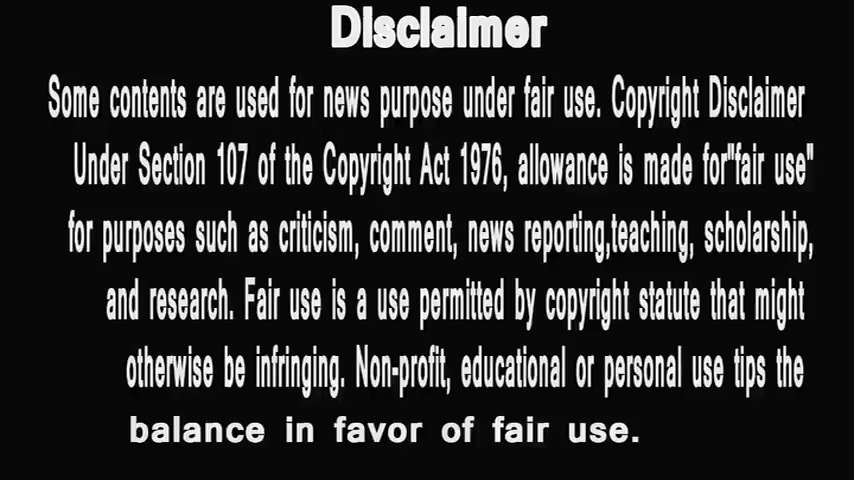 Disclaimer
Some contents are used for news purpose under fair use. Copyright Disclaimer
Under Section 107 of the Copyright Act 1976, allowance is made for"fair use"
for purposes such as criticism, comment, news reporting,teaching, scholarship,
and research. Fair use is a use permitted by copyright statute that might
otherwise be infringing. Non-profit, educational or personal use tips the
balance in favor of fair use.